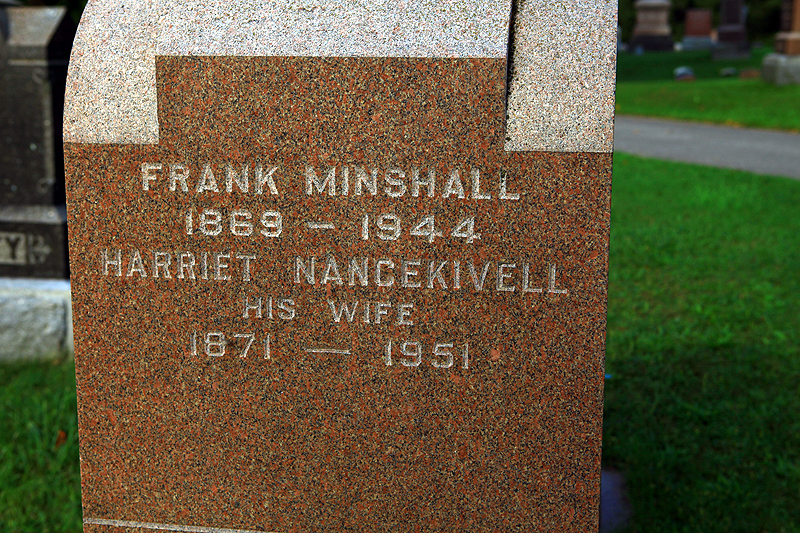 FRANK MINSHALL
1869 — 1944
HARRIET NANCEKIVELL
HIS WIFE
1871 — 1951